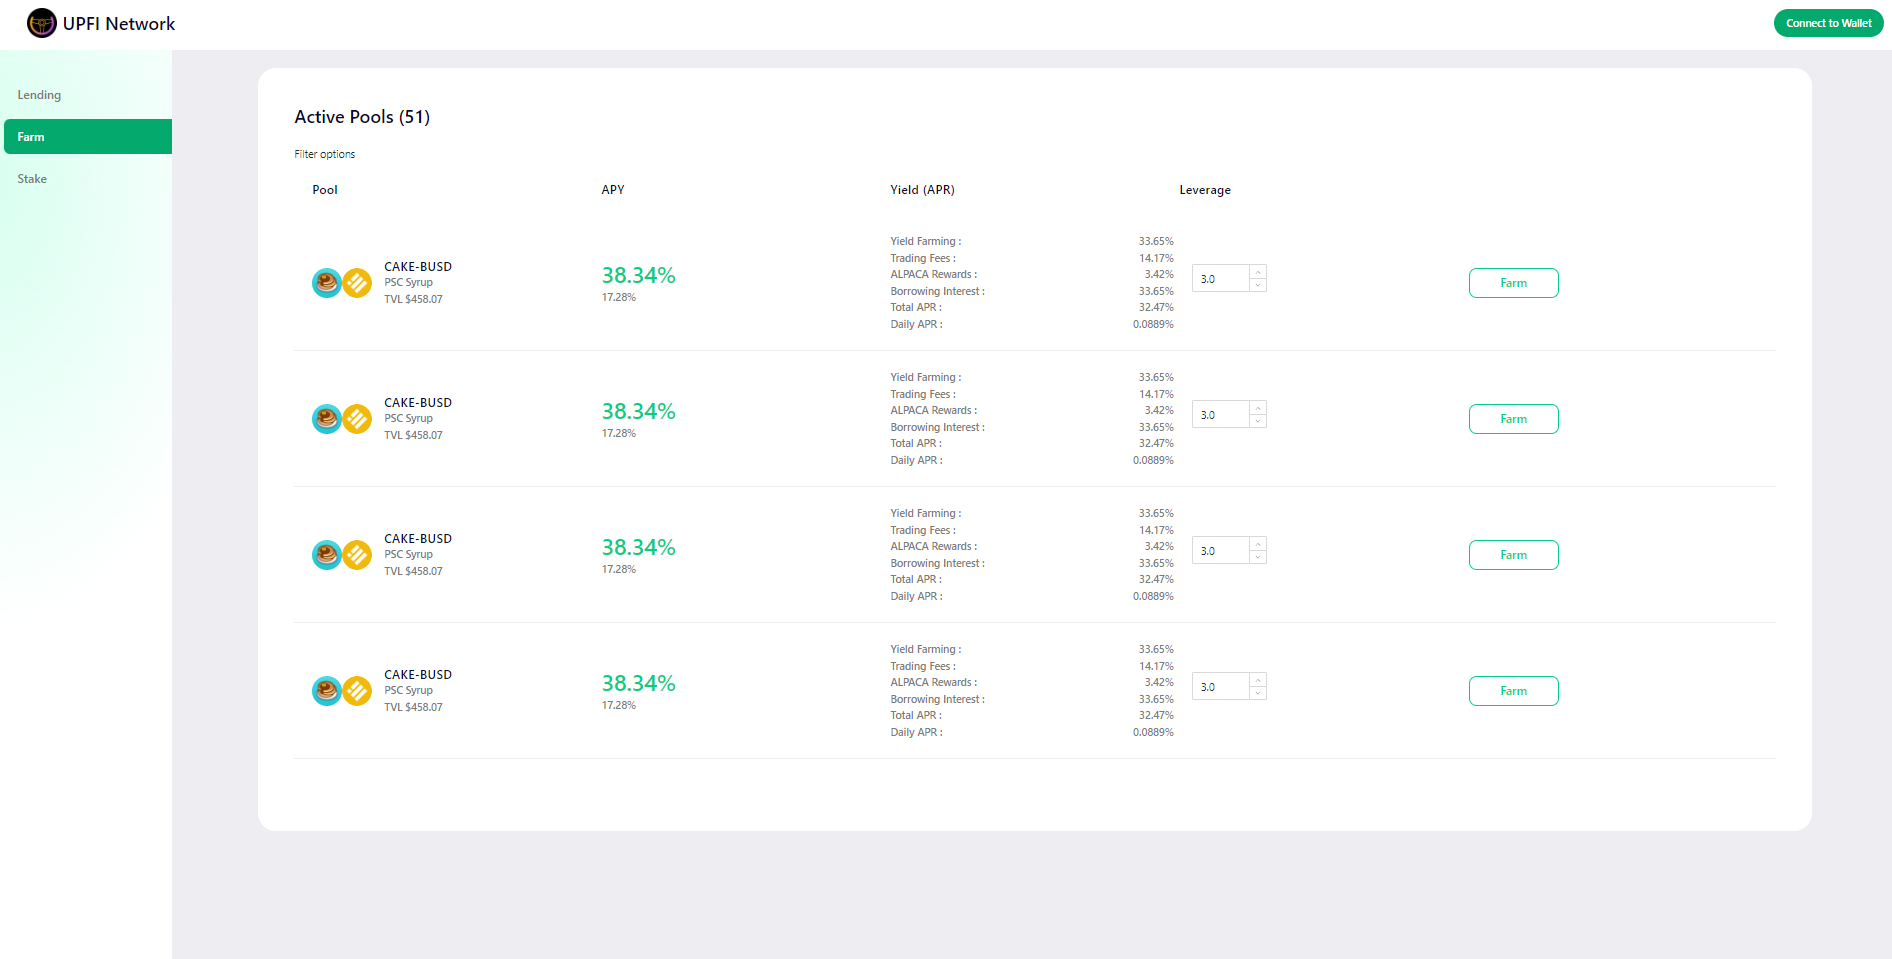 UPFI Network
Connect to Wallet
Lending
Farm
Stake
Active Pools (51)
Filter options
Pool APY Yield (APR) Leverage
CAKE-BUSD
PSC Syrup
TVL $458.07
38.34%
17.28%
Yield Farming : 33.65%
Trading Fees : 14.17%
ALPACA Rewards : 3.42%
Borrowing Interest : 33.65%
Total APR : 32.47%
Daily APR : 0.0889%
3.0
Farm
CAKE-BUSD
PSC Syrup
TVL $458.07
38.34%
17.28%
Yield Farming : 33.65%
Trading Fees : 14.17%
ALPACA Rewards : 3.42%
Borrowing Interest : 33.65%
Total APR : 32.47%
Daily APR : 0.0889%
3.0
Farm
CAKE-BUSD
PSC Syrup
TVL $458.07
38.34%
17.28%
Yield Farming : 33.65%
Trading Fees : 14.17%
ALPACA Rewards : 3.42%
Borrowing Interest : 33.65%
Total APR : 32.47%
Daily APR : 0.0889%
3.0
Farm
CAKE-BUSD
PSC Syrup
TVL $458.07
38.34%
17.28%
Yield Farming : 33.65%
Trading Fees : 14.17%
ALPACA Rewards : 3.42%
Borrowing Interest : 33.65%
Total APR : 32.47%
Daily APR : 0.0889%
3.0
Farm